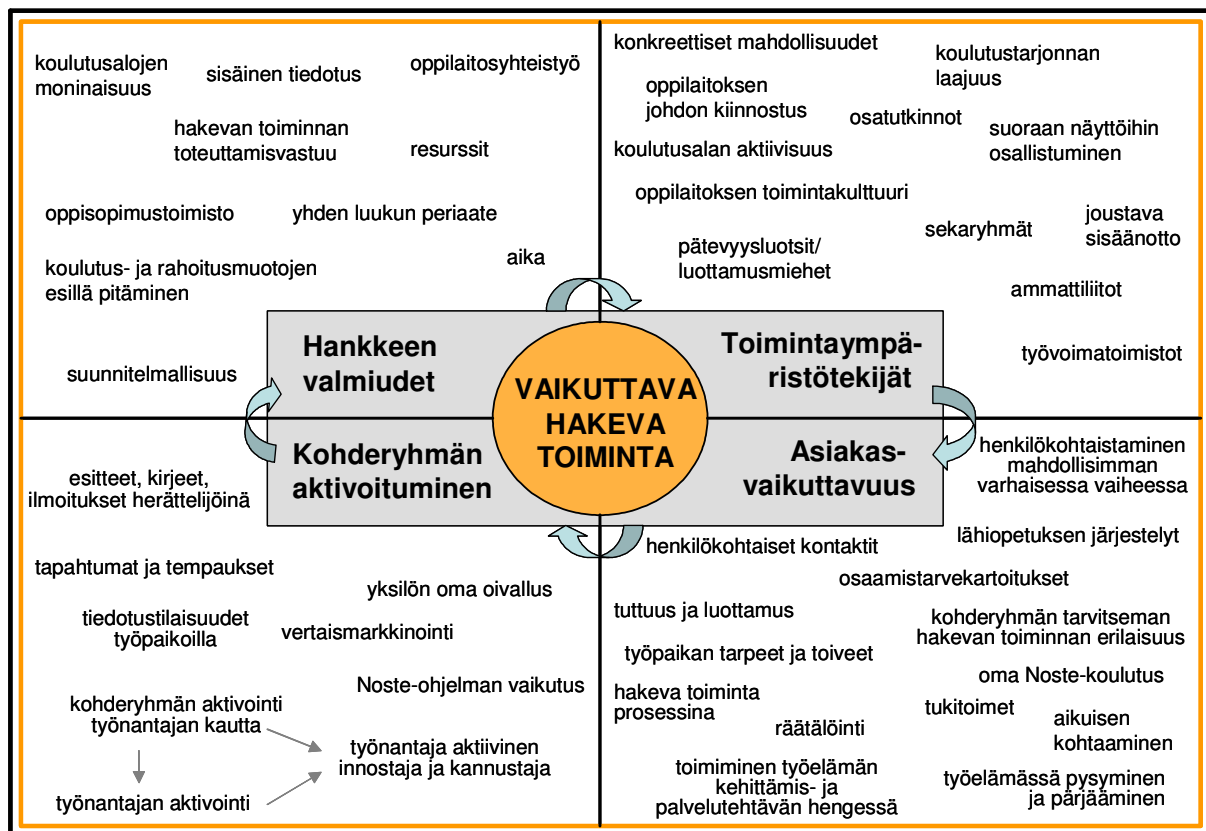 koulutusalojen
moninaisuus
sisäinen tiedotus
oppilaitosyhteistyö
hakevan toiminnan
toteuttamisvastuu
resurssit
oppisopimustoimisto
yhden luukun periaate
aika
koulutus- ja rahoitusmuotojen
esillä pitäminen
suunnitelmallisuus
konkreettiset mahdollisuudet
koulutustarjonnan
laajuus
oppilaitoksen
johdon kiinnostus
osatutkinnot
suoraan näyttöihin
osallistuminen
koulutusalan aktiivisuus
oppilaitoksen toimintakulttuuri
sekaryhmät
joustava
sisäänotto
pätevyysluotsit/
luottamusmiehet
ammattiliitot
työvoimatoimistot
Hankkeen
valmiudet
Toimintaympä-
ristötekijät
VAIKUTTAVA
HAKEVA
TOIMINTA
Kohderyhmän
aktivoituminen
Asiakas-
vaikuttavuus
esitteet, kirjeet,
ilmoitukset herättelijöinä
tapahtumat ja tempaukset
yksilön oma oivallus
tiedotustilaisuudet
työpaikoilla
vertaismarkkinointi
Noste-ohjelman vaikutus
kohderyhmän aktivointi
työnantajan kautta
työnantaja aktiivinen
innostaja ja kannustaja
työnantajan aktivointi
henkilökohtaistaminen
mahdollisimman
varhaisessa vaiheessa
henkilökohtaiset kontaktit
lähiopetuksen järjestelyt
osaamistarvekartoitukset
tuttuus ja luottamus
kohderyhmän tarvitseman
hakevan toiminnan erilaisuus
työpaikan tarpeet ja toiveet
oma Noste-koulutus
hakeva toiminta
prosessina
tukitoimet
räätälöinti
aikuisen
kohtaaminen
toimiminen työelämän
kehittämis- ja
palvelutehtävän hengessä
työelämässä pysyminen
ja pärjääminen